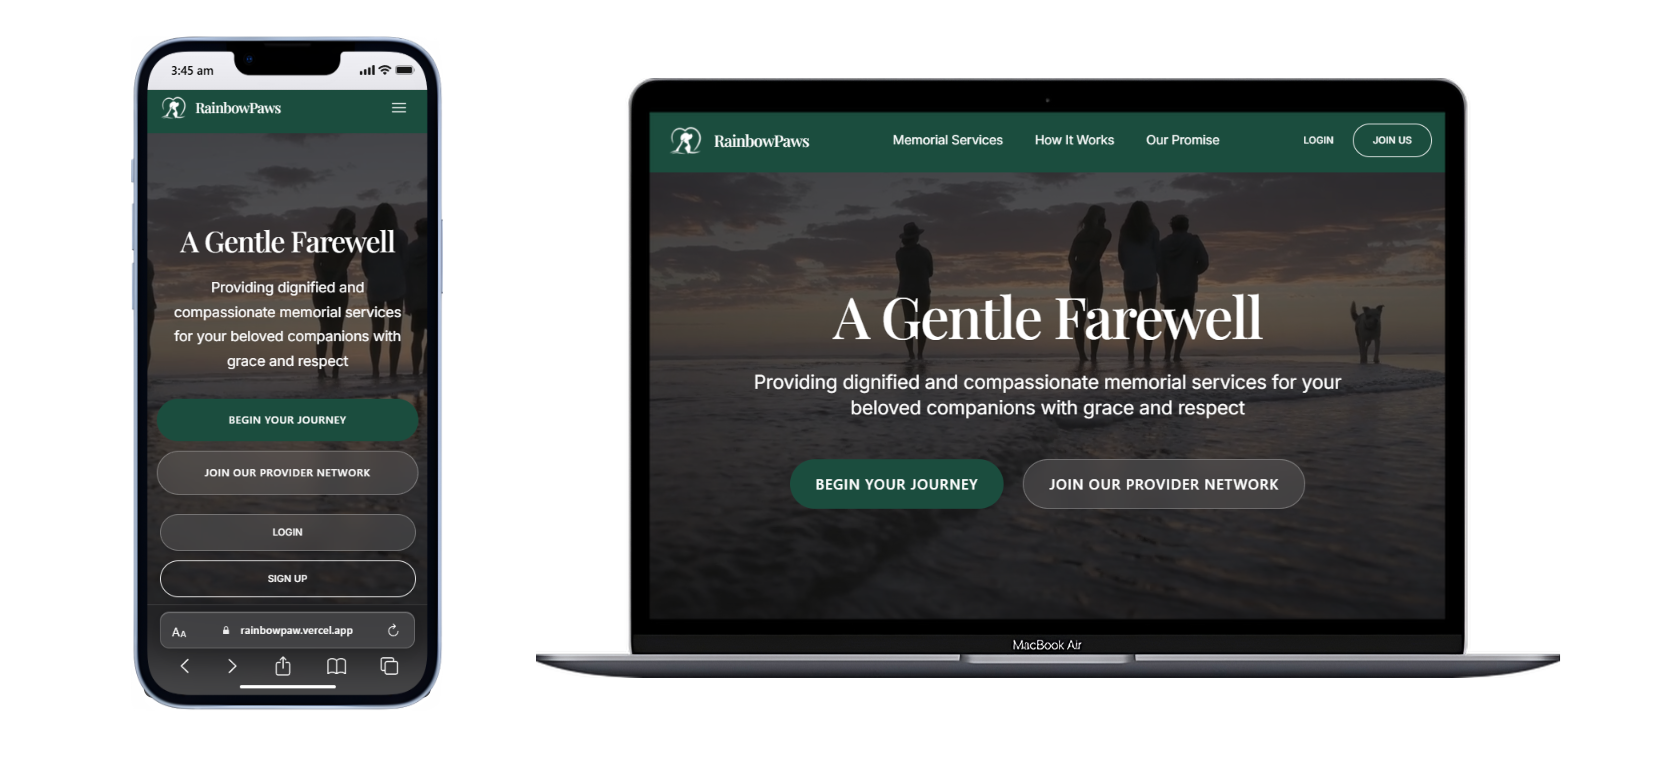 3:45 am
RainbowPaws
A Gentle Farewell
Providing dignified and
compassionate memorial services
for your beloved companions with
grace and respect
BEGIN YOUR JOURNEY
JOIN OUR PROVIDER NETWORK
LOGIN
SIGN UP
AA rainbowpaw.vercel.app
RainbowPaws Memorial Services How It Works Our Promise LOGIN JOIN US
A Gentle Farewell
Providing dignified and compassionate memorial services for your
beloved companions with grace and respect
BEGIN YOUR JOURNEY JOIN OUR PROVIDER NETWORK
MacBook Air